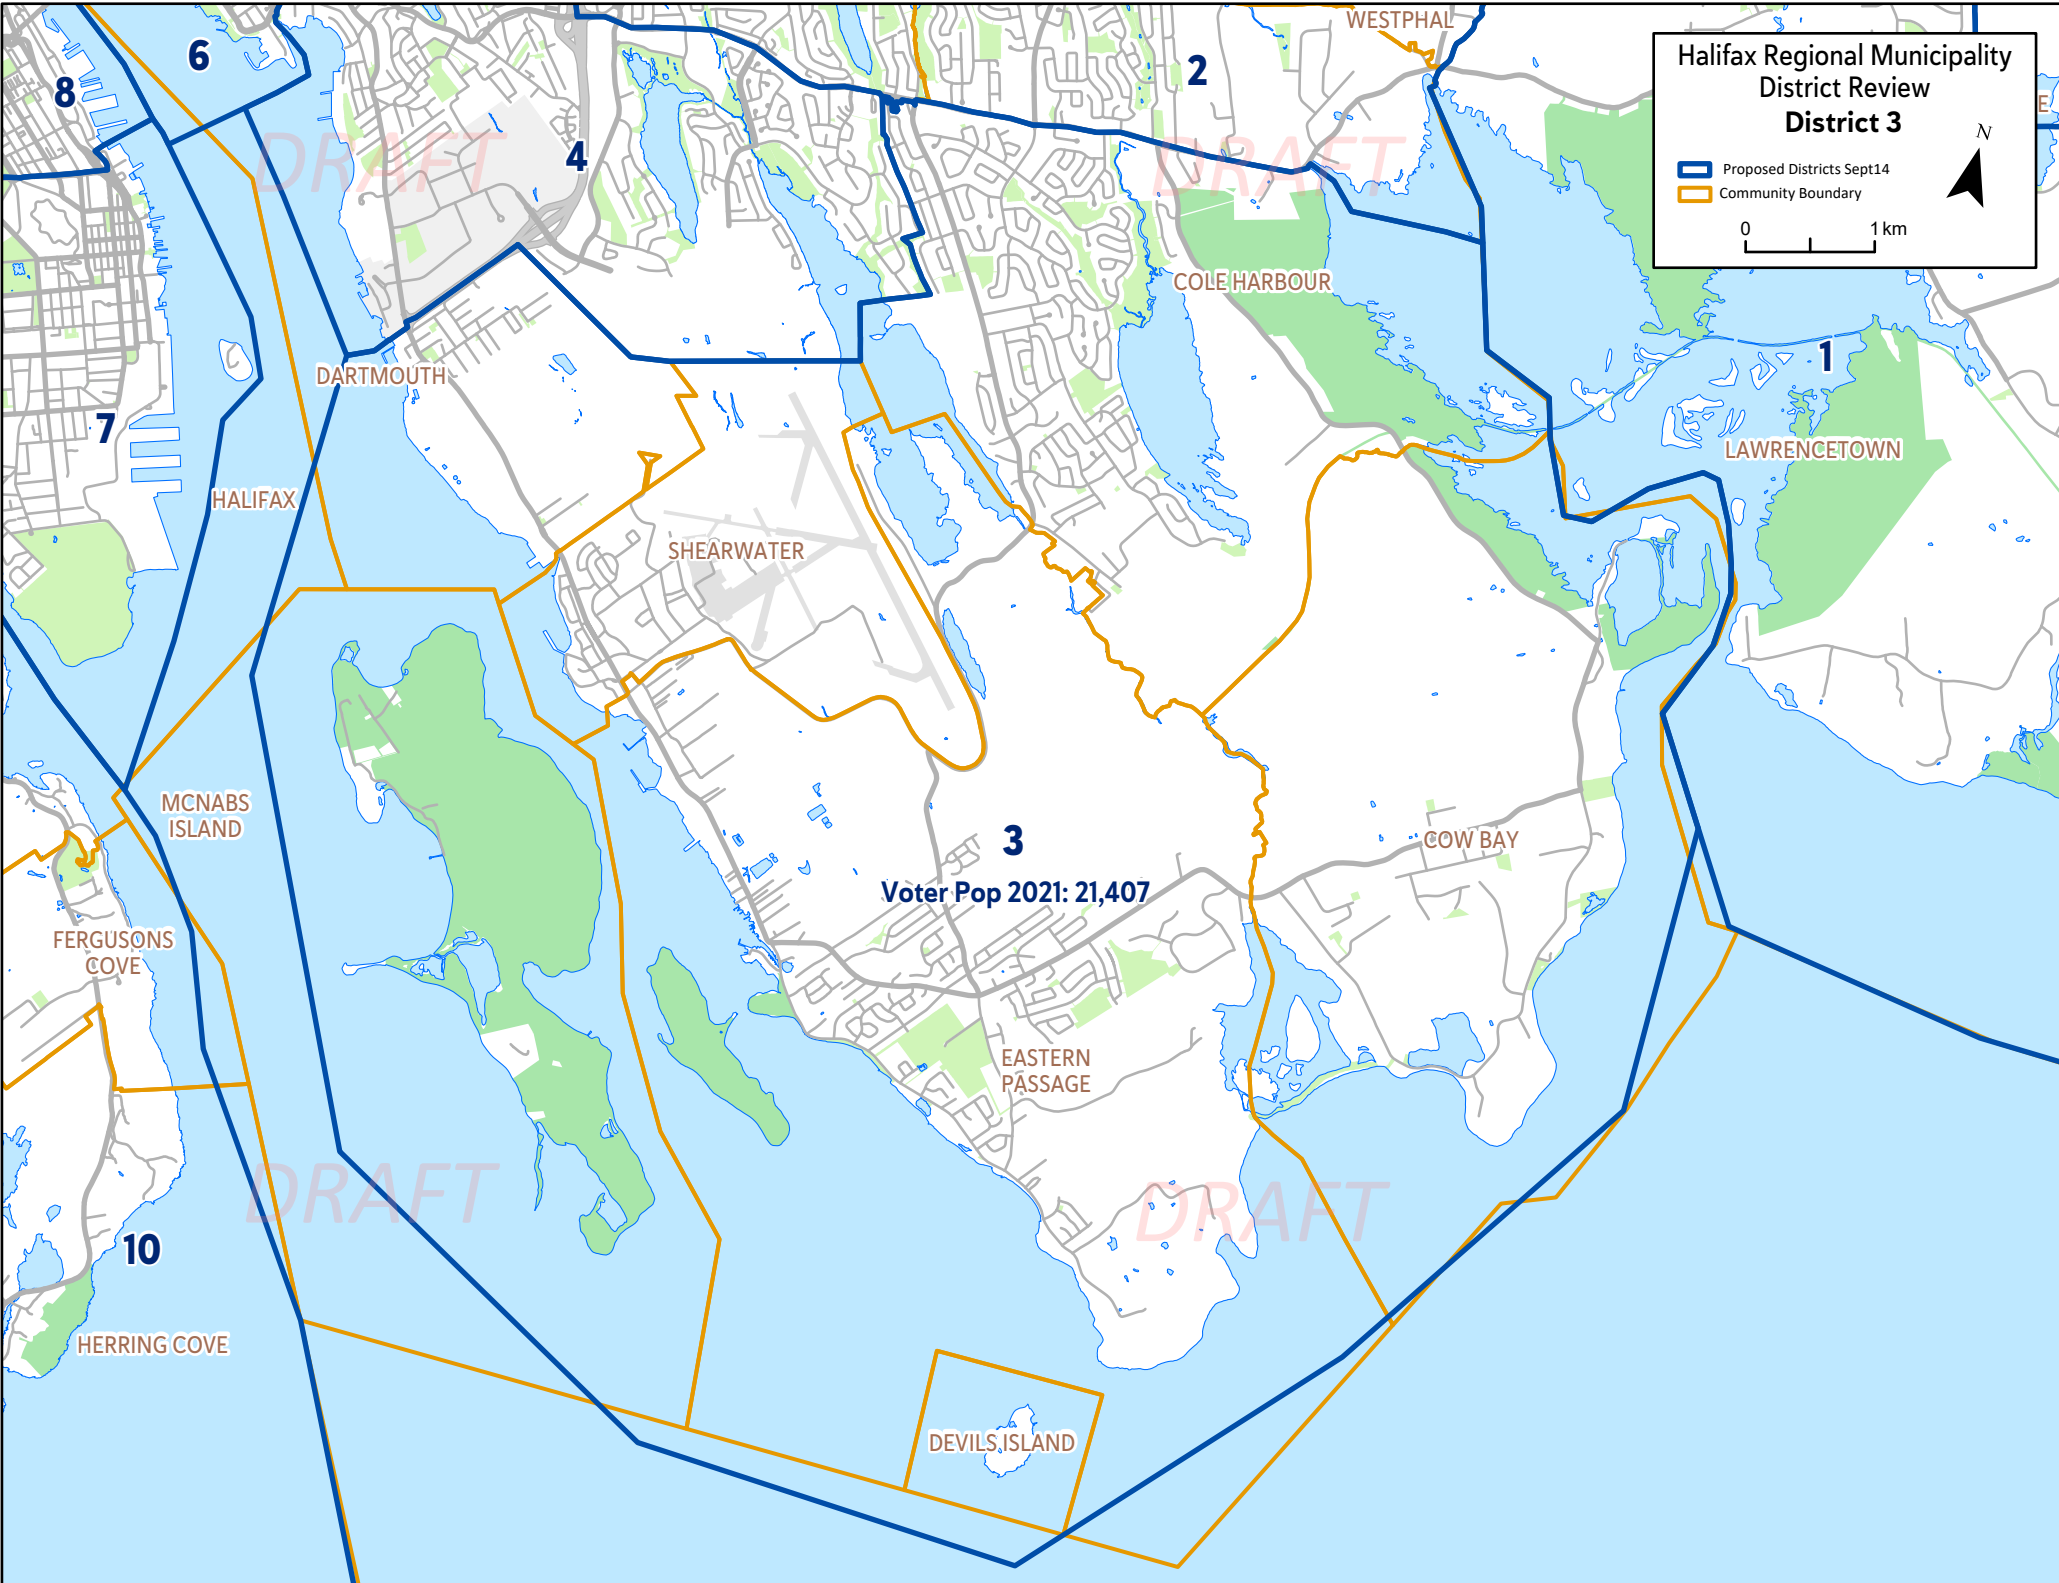 WESTPHAL
6
8
2
Halifax Regional Municipality
District Review
District 3
N
Proposed Districts Sept14
Community Boundary
0
1 km
E
DRAFT
4
DRAFT
COLE HARBOUR
1
DARTMOUTH
7
LAWRENCETOWN
HALIFAX
SHEARWATER
MCNABS
ISLAND
3
COW BAY
Voter Pop 2021: 21,407
FERGUSONS
COVE
EASTERN
PASSAGE
DRAFT
DRAFT
10
HERRING COVE
DEVILS ISLAND